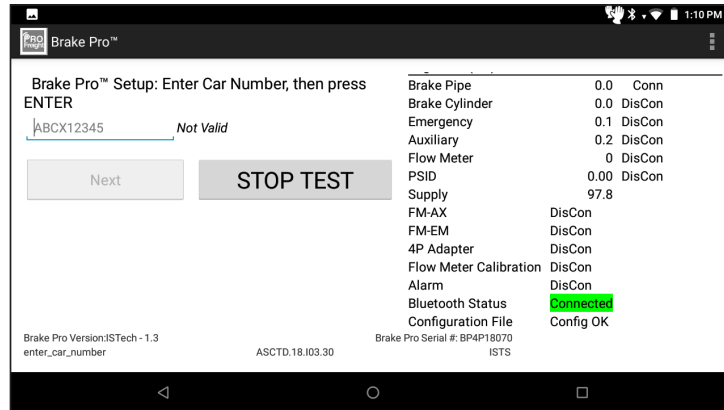 1:10 PM
PRO
Freight
Brake Pro™
Brake Pro™ Setup: Enter Car Number, then press
ENTER
ABCX12345 Not Valid
Next STOP TEST
Brake Pipe 0.0 Conn
Brake Cylinder 0.0 DisCon
Emergency 0.1 DisCon
Auxiliary 0.2 DisCon
Flow Meter 0 DisCon
PSID 0.00 DisCon
Supply 97.8
FM-AX DisCon
FM-EM DisCon
4P Adapter DisCon
Flow Meter Calibration DisCon
Alarm DisCon
Bluetooth Status Connected
Configuration File Config OK
Brake Pro Version:ISTech - 1.3 Brake Pro Serial #: BP4P18070
enter_car_number ASCTD.18.I03.30 ISTS